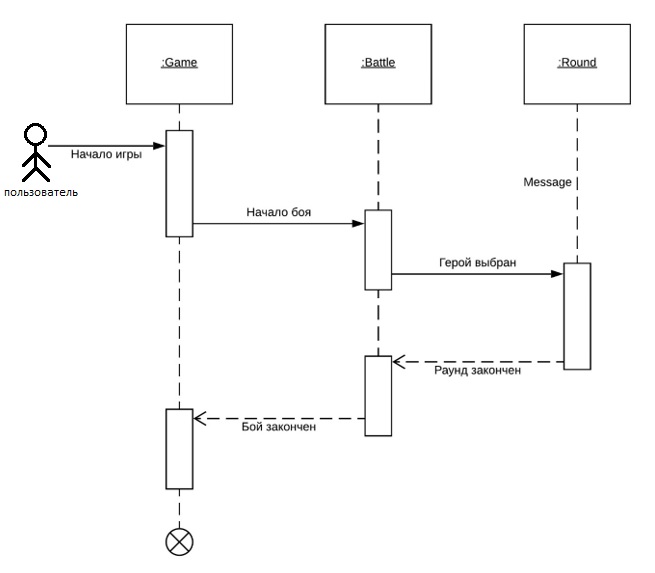 :Game
:Battle
:Round
Начало игры
Message
пользователь
Начало боя
Герой выбран
Раунд закончен
Бой закончен